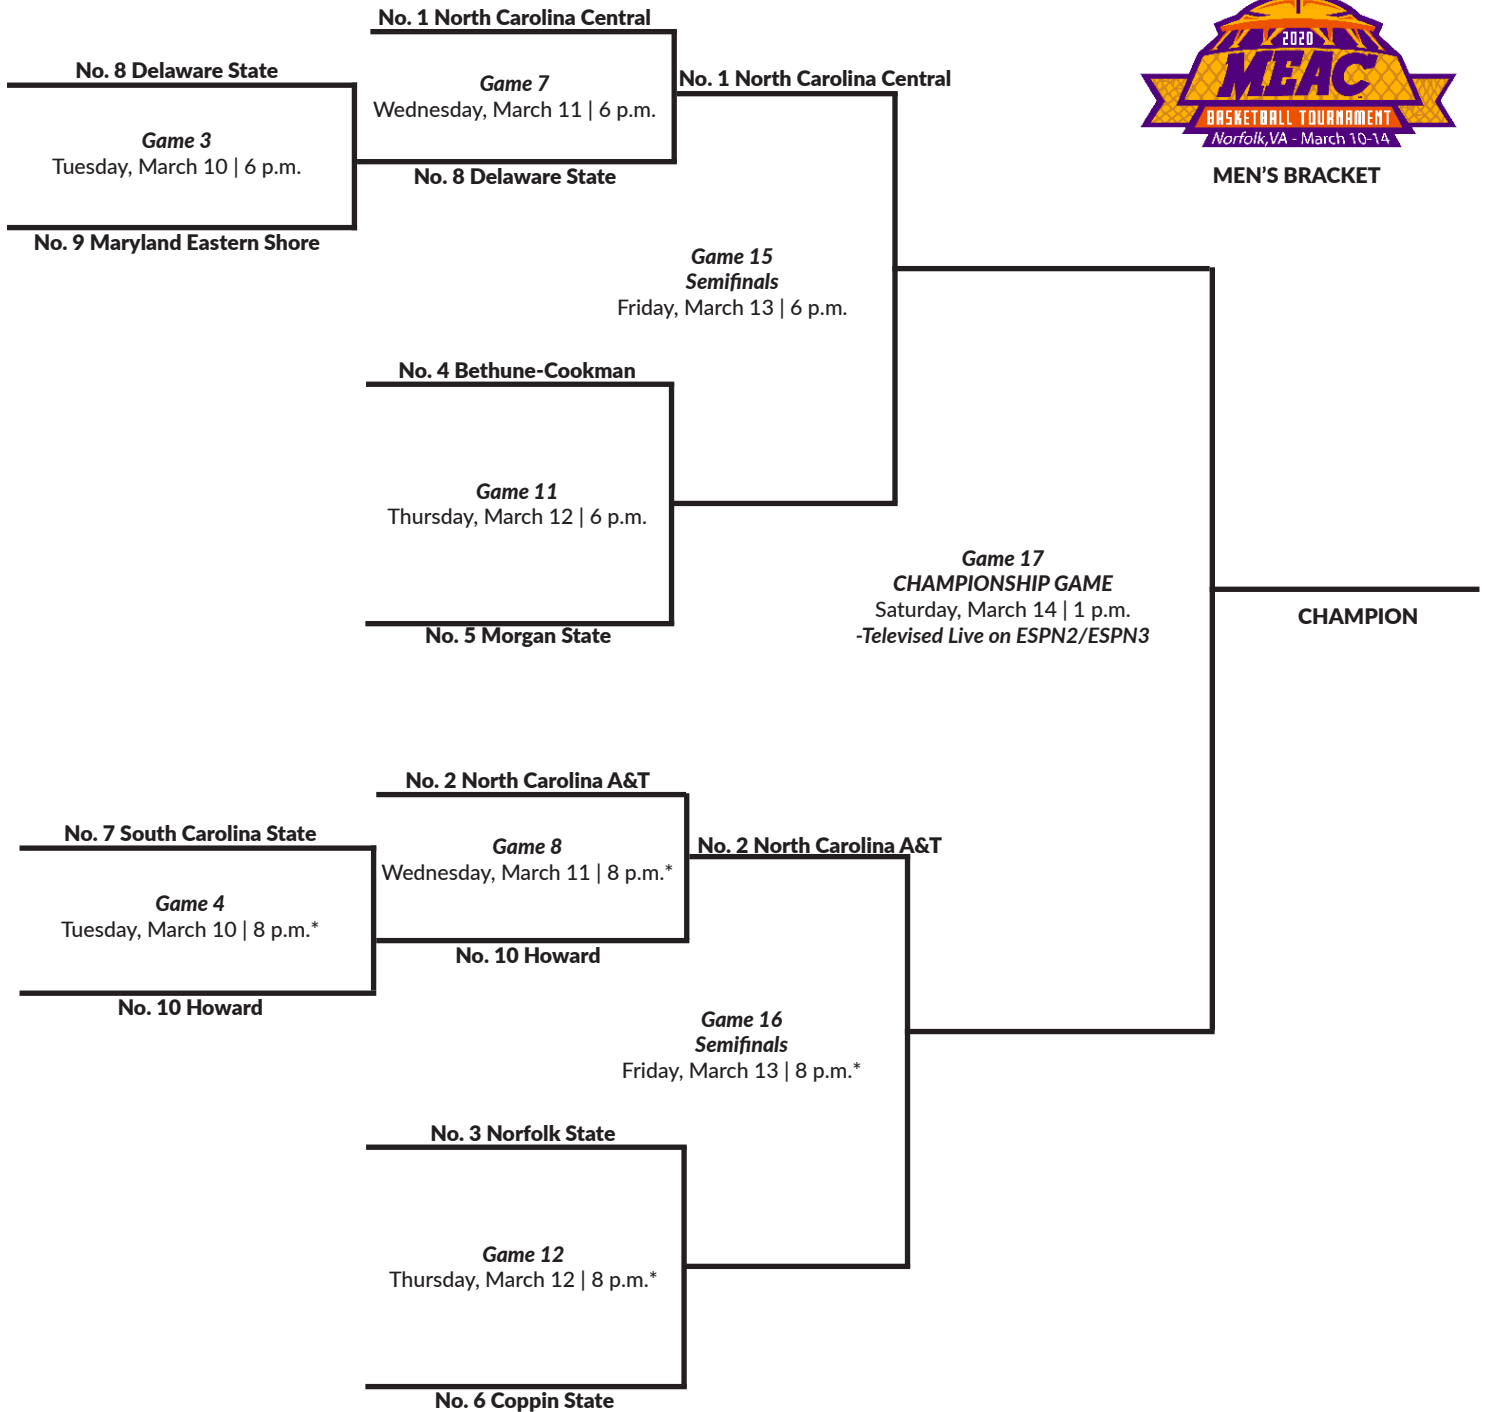 No. 1 North Carolina Central
2020
MEAC
BASKETBALL TOURNAMENT
Norfolk,VA - March 10-14
MEN'S BRACKET
No. 8 Delaware State
Game 7
Wednesday, March 11 | 6 p.m.
No. 1 North Carolina Central
Game 3
Tuesday, March 10 | 6 p.m.
No. 8 Delaware State
No. 9 Maryland Eastern Shore
Game 15
Semifinals
Friday, March 13 | 6 p.m.
No. 4 Bethune-Cookman
Game 11
Thursday, March 12 | 6 p.m.
No. 5 Morgan State
Game 17
CHAMPIONSHIP GAME
Saturday, March 14 | 1 p.m.
-Televised Live on ESPN2/ESPN3
CHAMPION
No. 2 North Carolina A&T
No. 7 South Carolina State
Game 8
Wednesday, March 11 | 8 p.m.*
No. 2 North Carolina A&T
Game 4
Tuesday, March 10 | 8 p.m.*
No. 10 Howard
No. 10 Howard
Game 16
Semifinals
Friday, March 13 | 8 p.m.*
No. 3 Norfolk State
Game 12
Thursday, March 12 | 8 p.m.*
No. 6 Coppin State